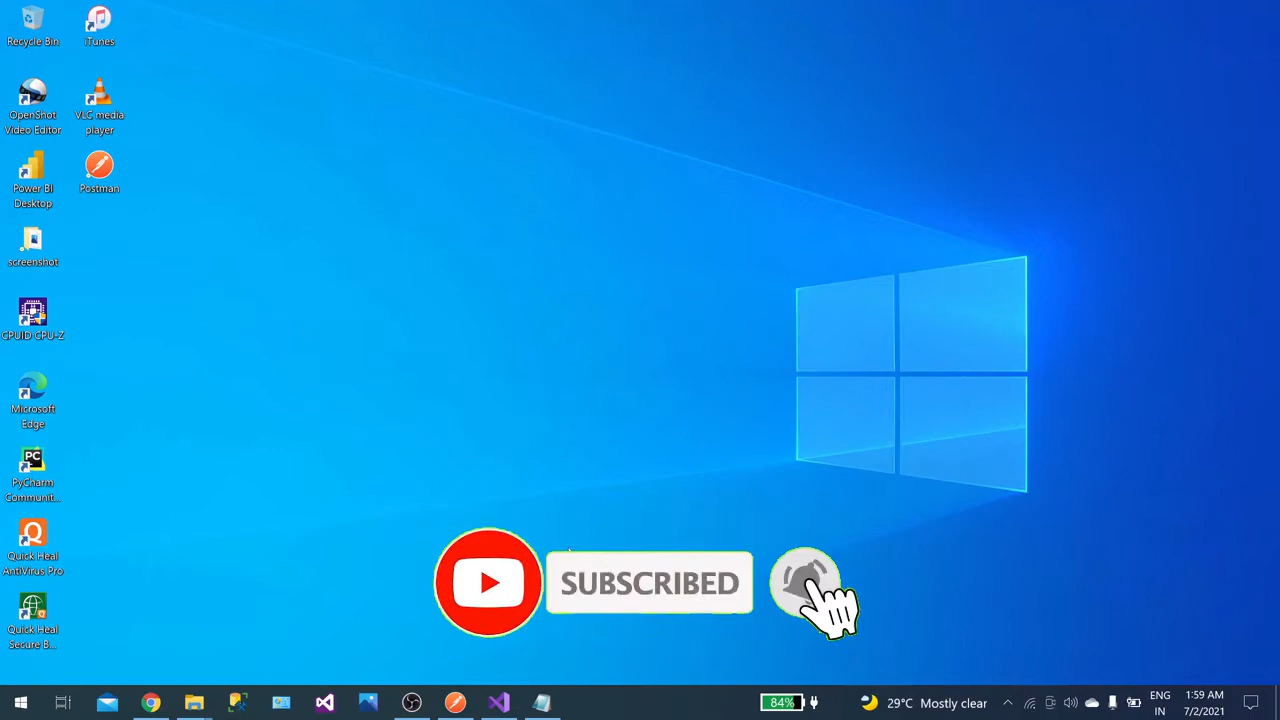 Recycle Bin
iTunes
OpenShot
Video Editor
VLC media
player
Power BI
Desktop
Postman
screenshot
CPUID CPU-Z
Microsoft
Edge
PC
PyCharm
Communit...
Quick Heal
AntiVirus Pro
Quick Heal
Secure B...
SUBSCRIBED
84%
29°C Mostly clear
ENG
IN
1:59 AM
7/2/2021